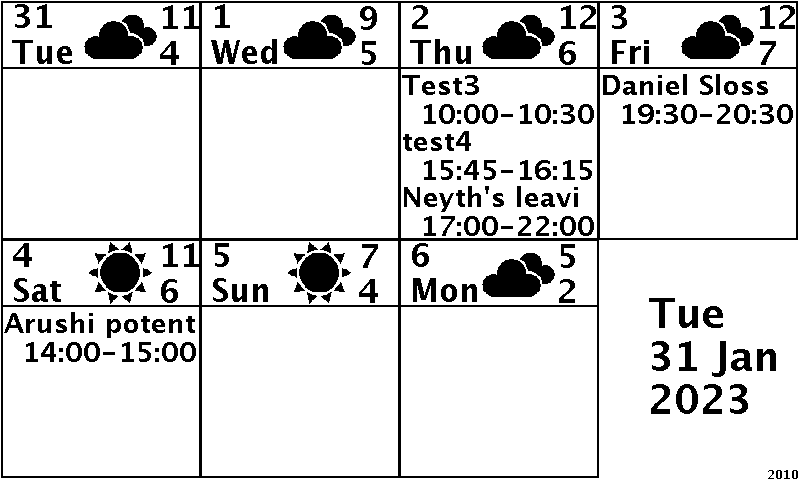 31 11
Tue 4
1 9
Wed 5
2 12
Thu 6
3 12
Fri 7
Test3
10:00-10:30
test4
15:45-16:15
Neyth's leavi
17:00-22:00
Daniel Sloss
19:30-20:30
4 11
Sat 6
5 7
Sun 4
6 5
Mon 2
Arushi potent
14:00-15:00
Tue
31 Jan
2023
2010